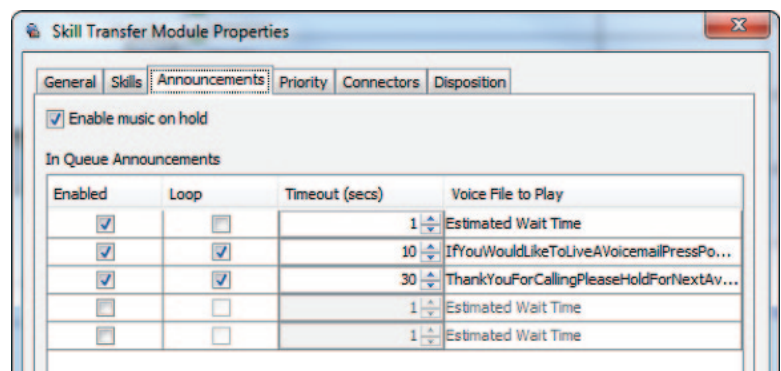 Skill Transfer Module Properties
General Skills Announcements Priority Connectors Disposition
Enable music on hold
In Queue Announcements
Enabled Loop Timeout (secs) Voice File to Play
1 Estimated Wait Time
10 IfYouWouldLikeToLiveAVoicemailPressPo...
30 ThankYouForCallingPleaseHoldForNextAv...
1 Estimated Wait Time
1 Estimated Wait Time